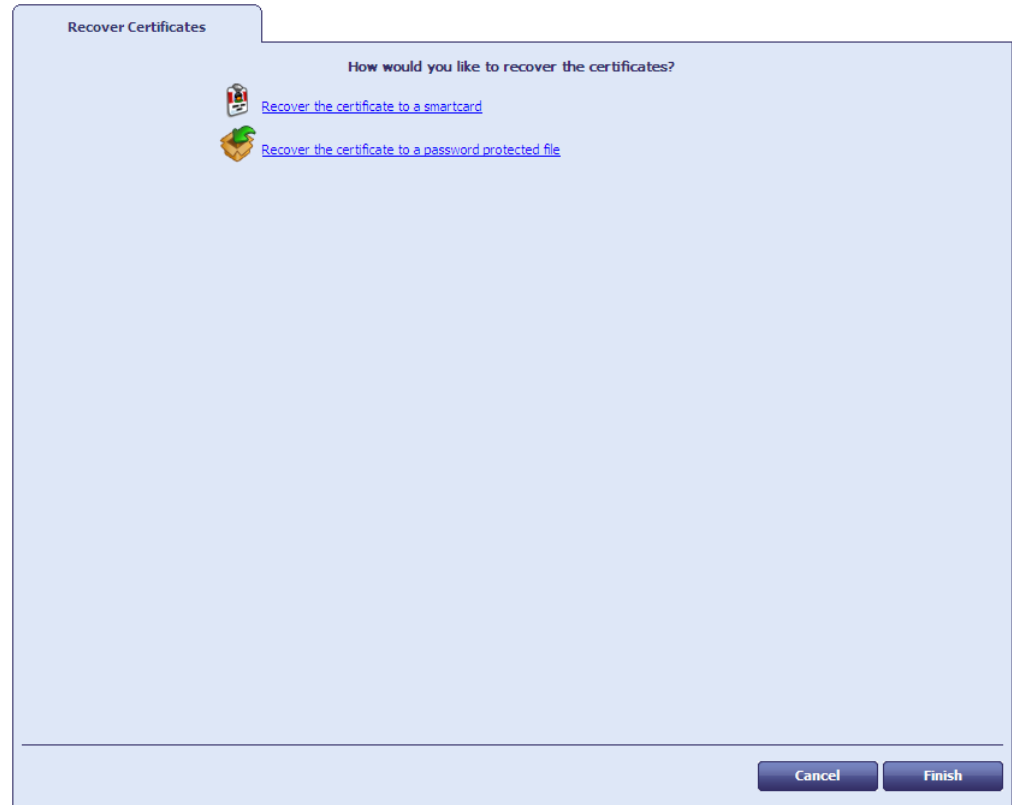 Recover Certificates
How would you like to recover the certificates?
Recover the certificate to a smartcard
Recover the certificate to a password protected file
Cancel Finish